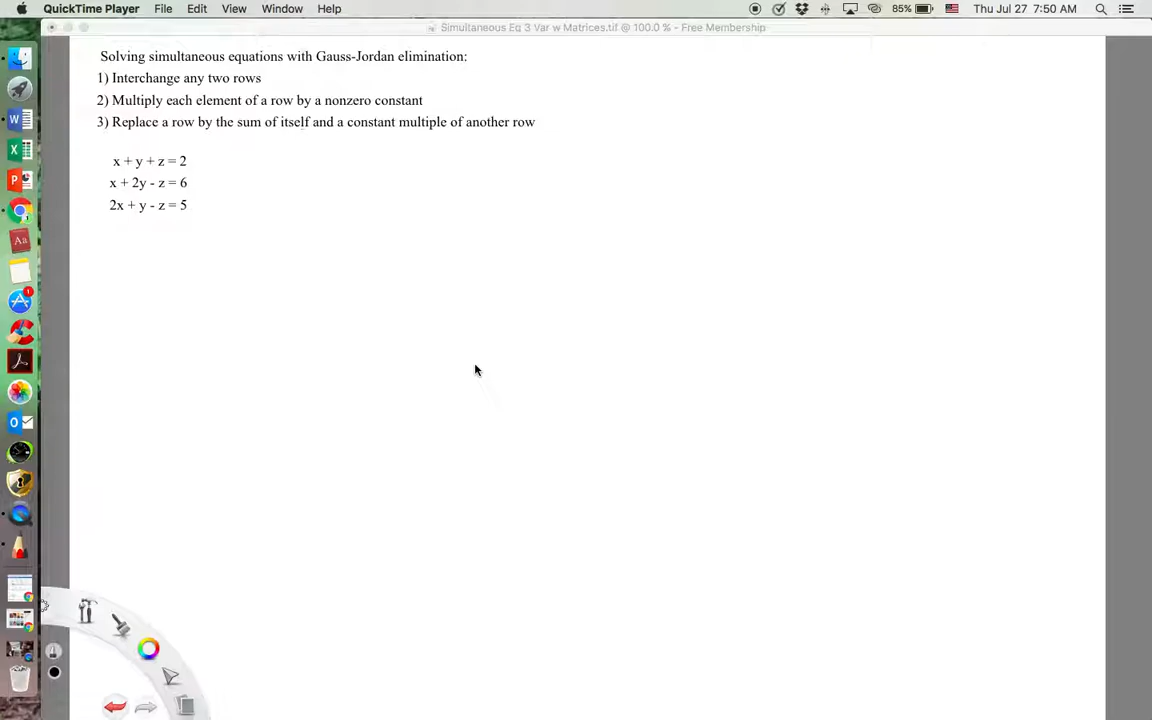 QuickTime Player File Edit View Window Help 85% Thu Jul 27 7:50 AM
Simultaneous Eq 3 Var w Matrices.tif @ 100.0 % - Free Membership
Solving simultaneous equations with Gauss-Jordan elimination:
1) Interchange any two rows
2) Multiply each element of a row by a nonzero constant
3) Replace a row by the sum of itself and a constant multiple of another row
x + y + z = 2
x + 2y - z = 6
2x + y - z = 5
W
X
P
Aa
1
O